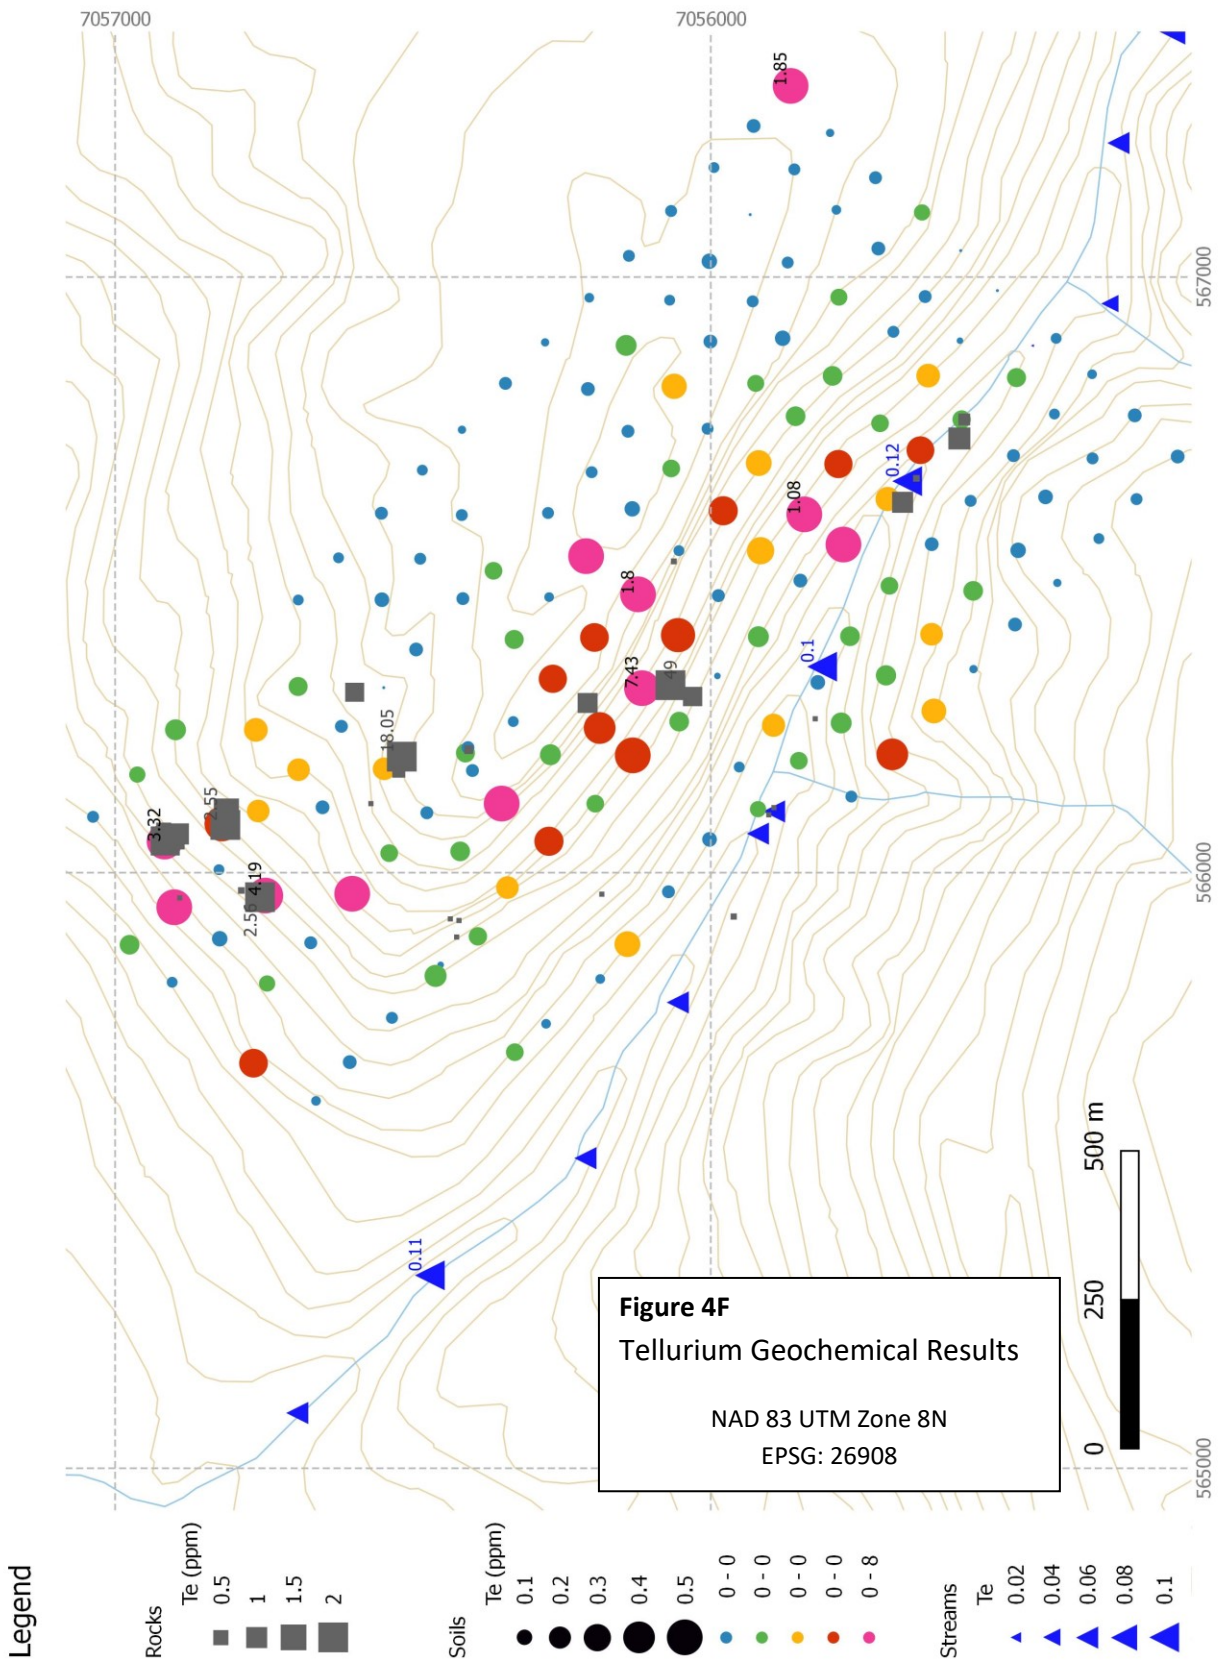 7057000
7056000
1.85
567000
0.12
1.08
1.8
7.43
49
0.1
18.05
2.55
3.32
4.19
2.56
566000
0.11
565000
Figure 4F
Tellurium Geochemical Results
NAD 83 UTM Zone 8N
EPSG: 26908
0
250
500 m
Legend
Rocks
Te (ppm)
0.5
1
1.5
2
Soils
Te (ppm)
0.1
0.2
0.3
0.4
0.5
0 - 0
0 - 0
0 - 0
0 - 0
0 - 8
Streams
Te
0.02
0.04
0.06
0.08
0.1